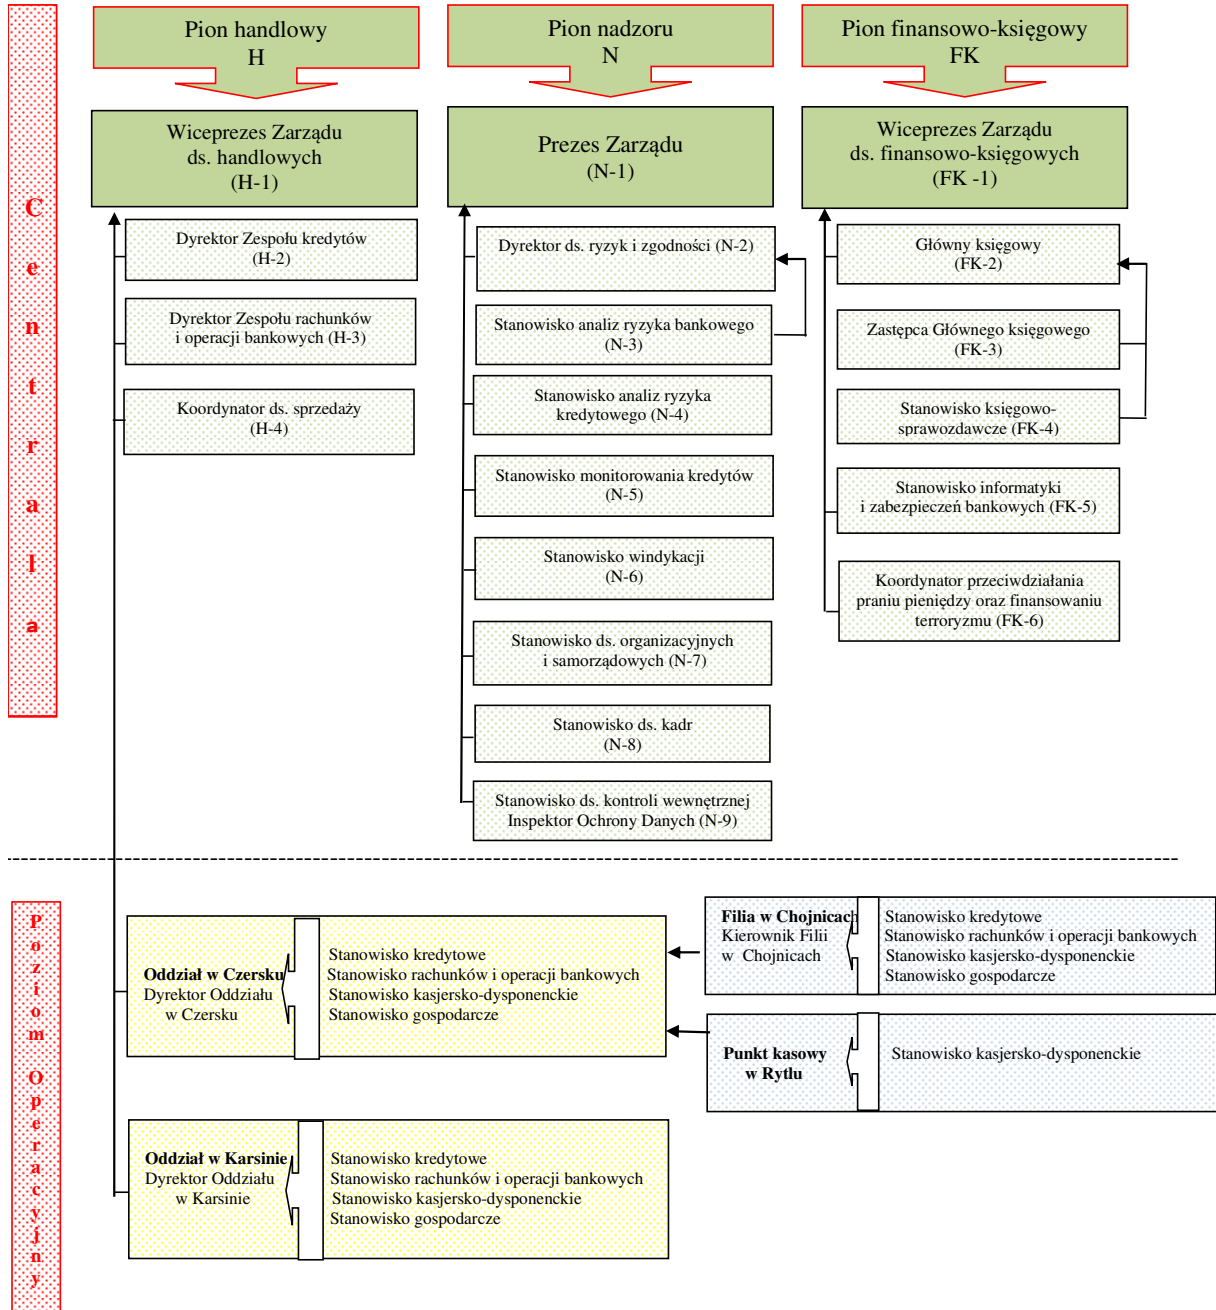 Centrala
Pion handlowy
H
Wiceprezes Zarządu
ds. handlowych
(H-1)
Dyrektor Zespołu kredytów
(H-2)
Dyrektor Zespołu rachunków
i operacji bankowych (H-3)
Koordynator ds. sprzedaży
(H-4)
Pion nadzoru
N
Prezes Zarządu
(N-1)
Dyrektor ds. ryzyk i zgodności (N-2)
Stanowisko analiz ryzyka bankowego
(N-3)
Stanowisko analiz ryzyka
kredytowego (N-4)
Stanowisko monitorowania kredytów
(N-5)
Stanowisko windykacji
(N-6)
Stanowisko ds. organizacyjnych
i samorządowych (N-7)
Stanowisko ds. kadr
(N-8)
Stanowisko ds. kontroli wewnętrznej
Inspektor Ochrony Danych (N-9)
Pion finansowo-księgowy
FK
Wiceprezes Zarządu
ds. finansowo-księgowych
(FK -1)
Główny księgowy
(FK-2)
Zastępca Głównego księgowego
(FK-3)
Stanowisko księgowo-
sprawozdawcze (FK-4)
Stanowisko informatyki
i zabezpieczeń bankowych (FK-5)
Koordynator przeciwdziałania
praniu pieniędzy oraz finansowaniu
terroryzmu (FK-6)
Poziom Operacyjny
Oddział w Czersku
Dyrektor Oddziału
w Czersku
Stanowisko kredytowe
Stanowisko rachunków i operacji bankowych
Stanowisko kasjersko-dysponenckie
Stanowisko gospodarcze
Filia w Chojnicach
Kierownik Filii
w Chojnicach
Stanowisko kredytowe
Stanowisko rachunków i operacji bankowych
Stanowisko kasjersko-dysponenckie
Stanowisko gospodarcze
Punkt kasowy
w Rytlu
Stanowisko kasjersko-dysponenckie
Oddział w Karsinie
Dyrektor Oddziału
w Karsinie
Stanowisko kredytowe
Stanowisko rachunków i operacji bankowych
Stanowisko kasjersko-dysponenckie
Stanowisko gospodarcze